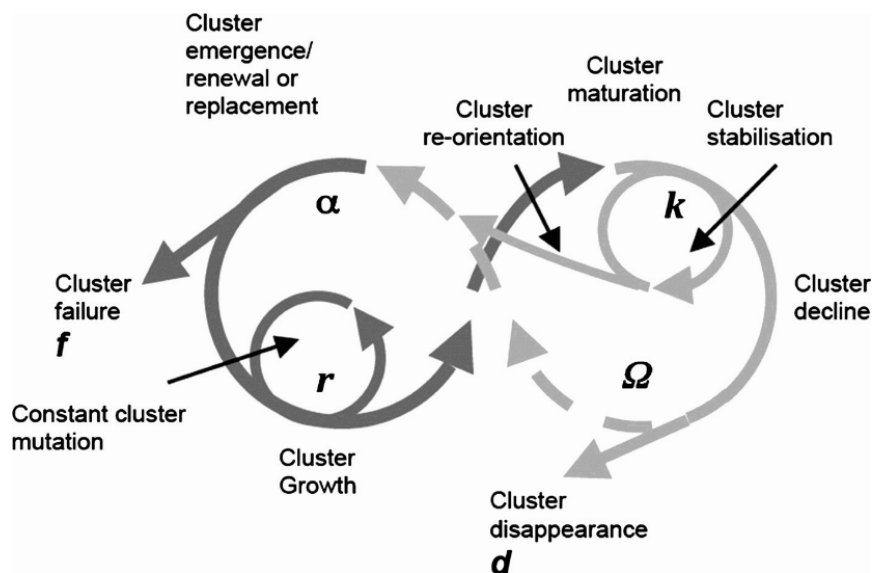 Cluster
emergence/
renewal or
replacement
Cluster
maturation
Cluster
re-orientation
Cluster
stabilisation
α
k
Cluster
failure
f
Cluster
decline
r
Ω
Constant cluster
mutation
Cluster
Growth
Cluster
disappearance
d